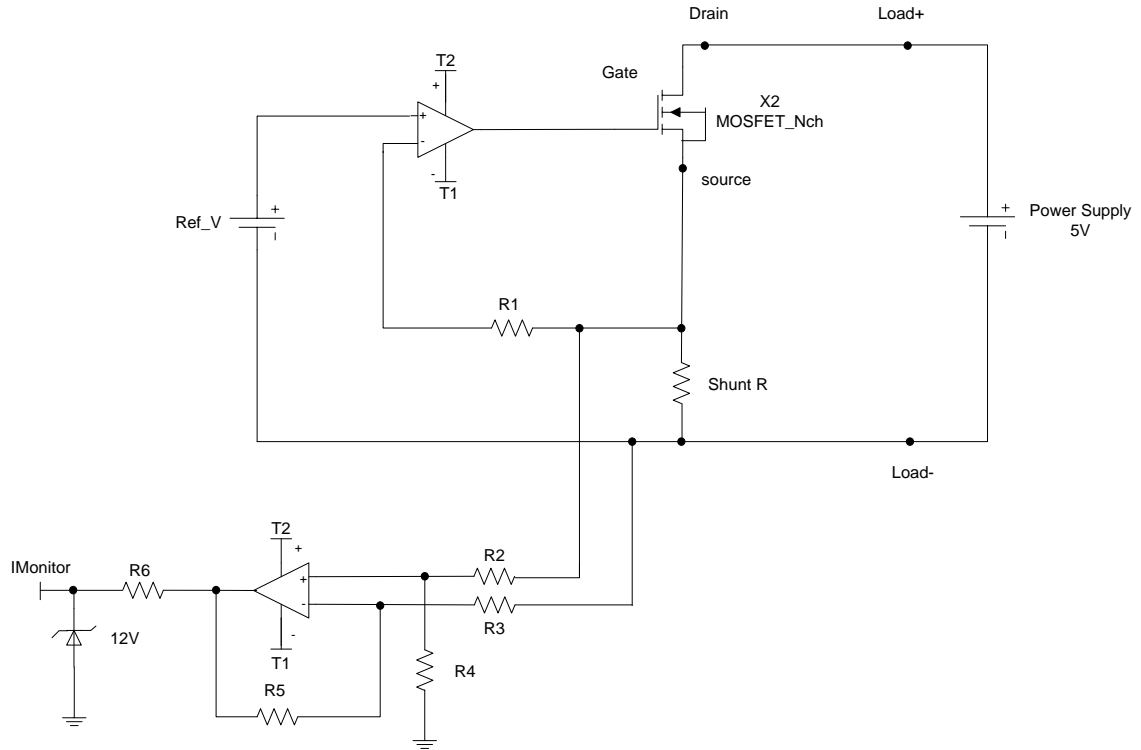 Drain
Load+
T2
+
Gate
X2
MOSFET_Nch
+
-
-
T1
source
Ref_V
+
Power Supply
5V
+
R1
Shunt R
Load-
T2
+
IMonitor
R6
+
-
R2
R3
12V
-
T1
R4
R5